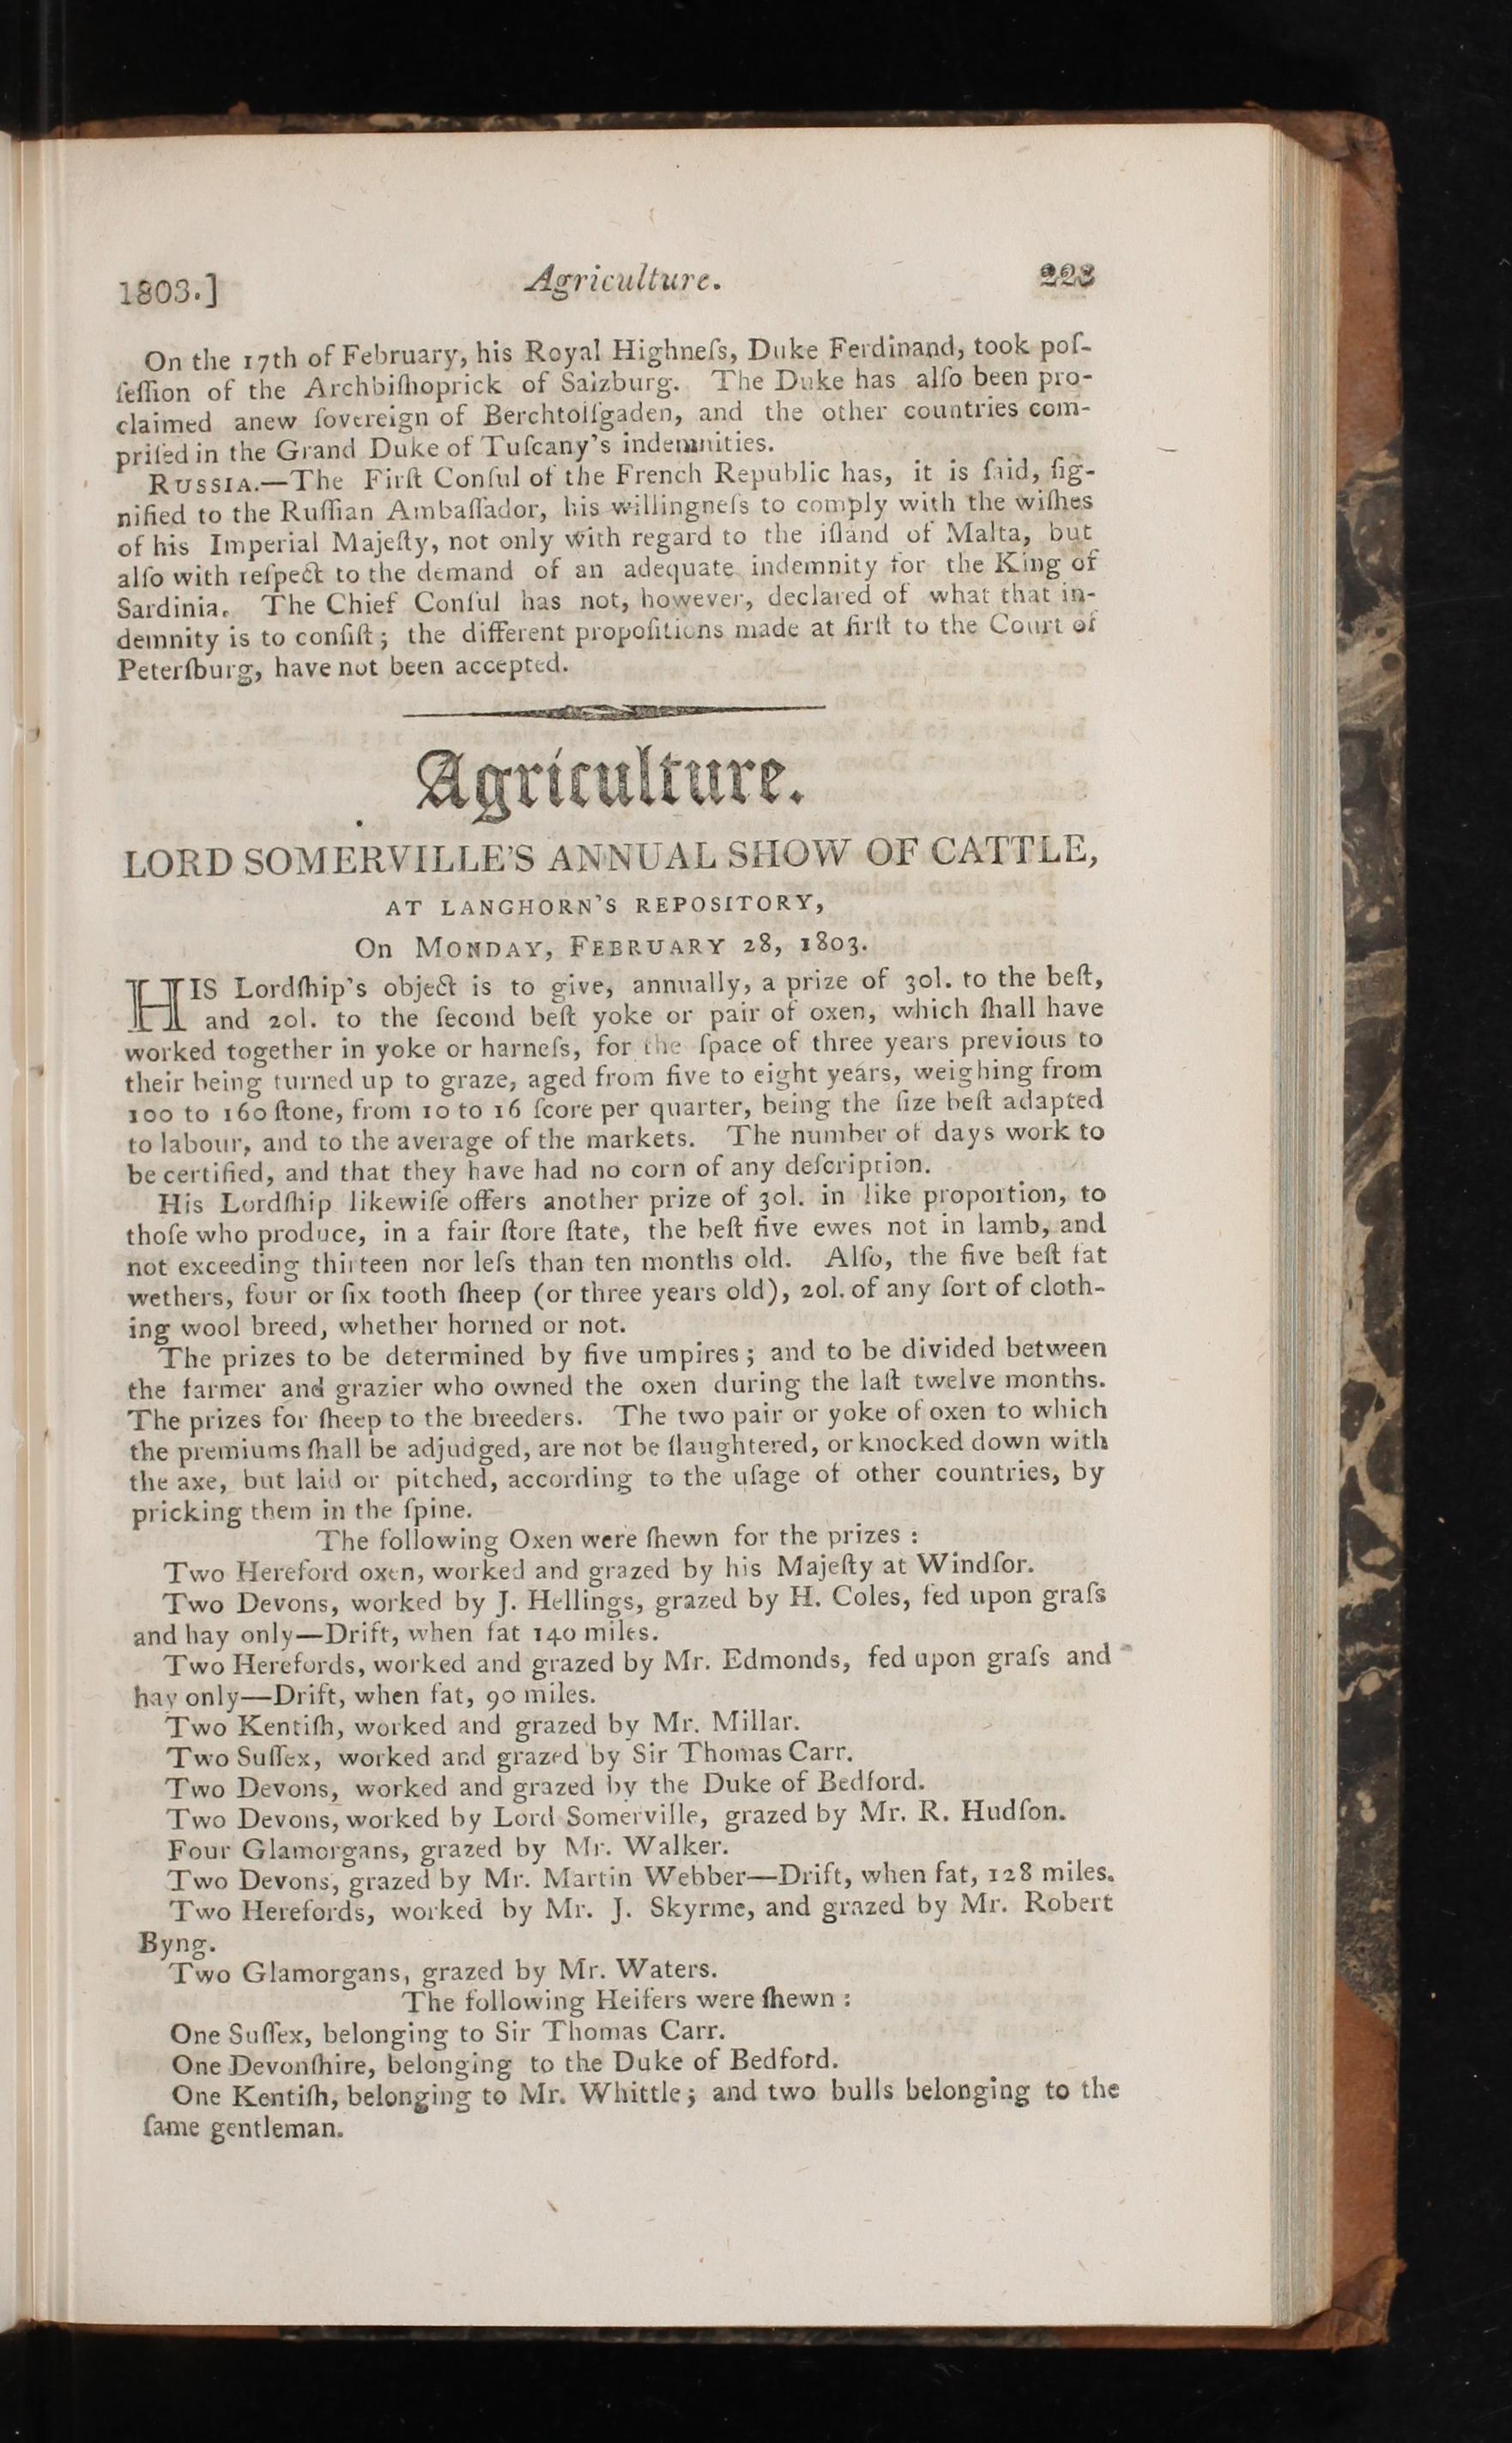 1803.] Agriculture. 223
On the 17th of February, his Royal Highneſs, Duke Ferdinand, took poſ-
ſeſſion of the Archbiſhoprick of Salzburg. The Duke has alſo been pro-
claimed anew ſovereign of Berchtolſgaden, and the other countries com-
priſed in the Grand Duke of Tuſcany's indemnities.
RUSSIA.—The Firſt Conſul of the French Republic has, it is ſaid, ſig-
nified to the Ruſſian Ambaſſador, his willingneſs to comply with the wiſhes
of his Imperial Majeſty, not only with regard to the iſland of Malta, but
alſo with reſpect to the demand of an adequate indemnity for the King of
Sardinia. The Chief Conſul has not, however, declared of what that in-
demnity is to conſiſt; the different propoſitions made at firſt to the Court of
Peterſburg, have not been accepted.
Agriculture.
LORD SOMERVILLE'S ANNUAL SHOW OF CATTLE,
AT LANGHORN'S REPOSITORY,
On MONDAY, FEBRUARY 28, 1803.
HIS Lordſhip's object is to give, annually, a prize of 30l. to the beſt,
and 20l. to the ſecond beſt yoke or pair of oxen, which ſhall have
worked together in yoke or harneſs, for the ſpace of three years previous to
their being turned up to graze, aged from five to eight years, weighing from
100 to 160 ſtone, from 10 to 16 ſcore per quarter, being the ſize beſt adapted
to labour, and to the average of the markets. The number of days work to
be certified, and that they have had no corn of any deſcription.
His Lordſhip likewiſe offers another prize of 30l. in like proportion, to
thoſe who produce, in a fair ſtore ſtate, the beſt five ewes not in lamb, and
not exceeding thirteen nor leſs than ten months old. Alſo, the five beſt fat
wethers, four or ſix tooth ſheep (or three years old), 20l. of any ſort of cloth-
ing wool breed, whether horned or not.
The prizes to be determined by five umpires; and to be divided between
the farmer and grazier who owned the oxen during the laſt twelve months.
The prizes for ſheep to the breeders. The two pair or yoke of oxen to which
the premiums ſhall be adjudged, are not be ſlaughtered, or knocked down with
the axe, but laid or pitched, according to the uſage of other countries, by
pricking them in the ſpine.
The following Oxen were ſhewn for the prizes :
Two Hereford oxen, worked and grazed by his Majeſty at Windſor.
Two Devons, worked by J. Hellings, grazed by H. Coles, fed upon graſs
and hay only—Drift, when fat 140 miles.
Two Herefords, worked and grazed by Mr. Edmonds, fed upon graſs and
hay only—Drift, when fat, 90 miles.
Two Kentiſh, worked and grazed by Mr. Millar.
Two Suſſex, worked and grazed by Sir Thomas Carr.
Two Devons, worked and grazed by the Duke of Bedford.
Two Devons, worked by Lord Somerville, grazed by Mr. R. Hudſon.
Four Glamorgans, grazed by Mr. Walker.
Two Devons, grazed by Mr. Martin Webber—Drift, when fat, 128 miles.
Two Herefords, worked by Mr. J. Skyrme, and grazed by Mr. Robert
Byng.
Two Glamorgans, grazed by Mr. Waters.
The following Heifers were ſhewn :
One Suſſex, belonging to Sir Thomas Carr.
One Devonſhire, belonging to the Duke of Bedford.
One Kentiſh, belonging to Mr. Whittle; and two bulls belonging to the
ſame gentleman.